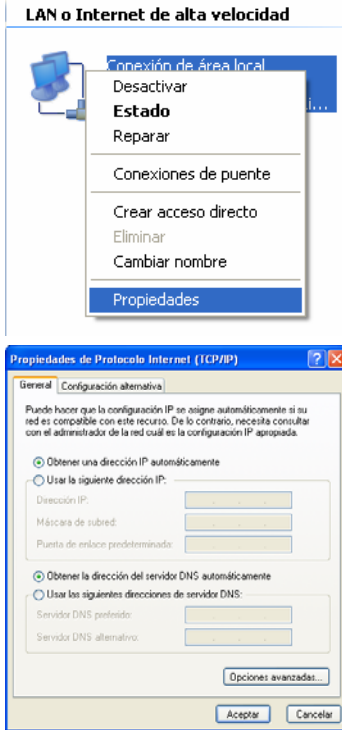 LAN o Internet de alta velocidad
Conexión de área local
Desactivar
Estado
Reparar
Conexiones de puente
Crear acceso directo
Eliminar
Cambiar nombre
Propiedades
Propiedades de Protocolo Internet (TCP/IP)
General Configuración alternativa
Puede hacer que la configuración IP se asigne automáticamente si su
red es compatible con este recurso. De lo contrario, necesita consultar
con el administrador de la red cuál es la configuración IP apropiada.
Obtener una dirección IP automáticamente
Usar la siguiente dirección IP:
Dirección IP:
Máscara de subred:
Puerta de enlace predeterminada:
Obtener la dirección del servidor DNS automáticamente
Usar las siguientes direcciones de servidor DNS:
Servidor DNS preferido:
Servidor DNS alternativo:
Opciones avanzadas...
Aceptar Cancelar